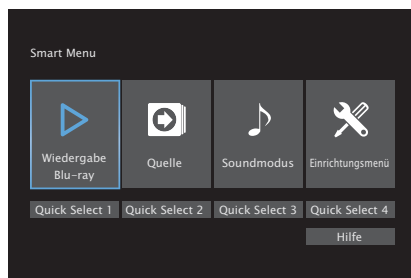 Smart Menu
Wiedergabe
Blu-ray
Quelle
Soundmodus
Einrichtungsmenü
Quick Select 1
Quick Select 2
Quick Select 3
Quick Select 4
Hilfe